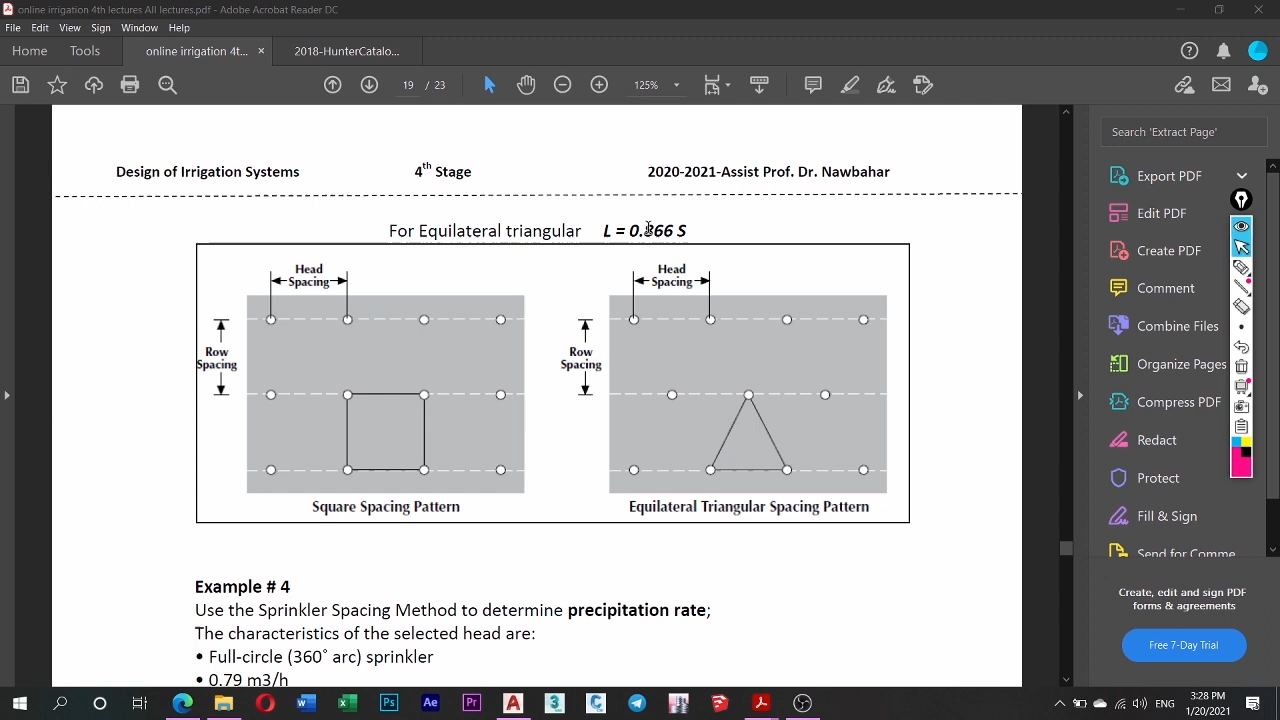 online irrigation 4th lectures All lectures.pdf - Adobe Acrobat Reader DC
File Edit View Sign Window Help
Home Tools online irrigation 4t... × 2018-HunterCatalo...
19 / 23 125%
Search 'Extract Page'
Design of Irrigation Systems 4th Stage 2020-2021-Assist Prof. Dr. Nawbahar
For Equilateral triangular L = 0.866 S
Head Spacing
Row Spacing
Square Spacing Pattern
Head Spacing
Row Spacing
Equilateral Triangular Spacing Pattern
Example # 4
Use the Sprinkler Spacing Method to determine precipitation rate;
The characteristics of the selected head are:
• Full-circle (360° arc) sprinkler
• 0.79 m3/h
Export PDF
Edit PDF
Create PDF
Comment
Combine Files
Organize Pages
Compress PDF
Redact
Protect
Fill & Sign
Send for Comme
Create, edit and sign PDF
forms & agreements
Free 7-Day Trial
Ps Ae Pr
3:28 PM
1/20/2021